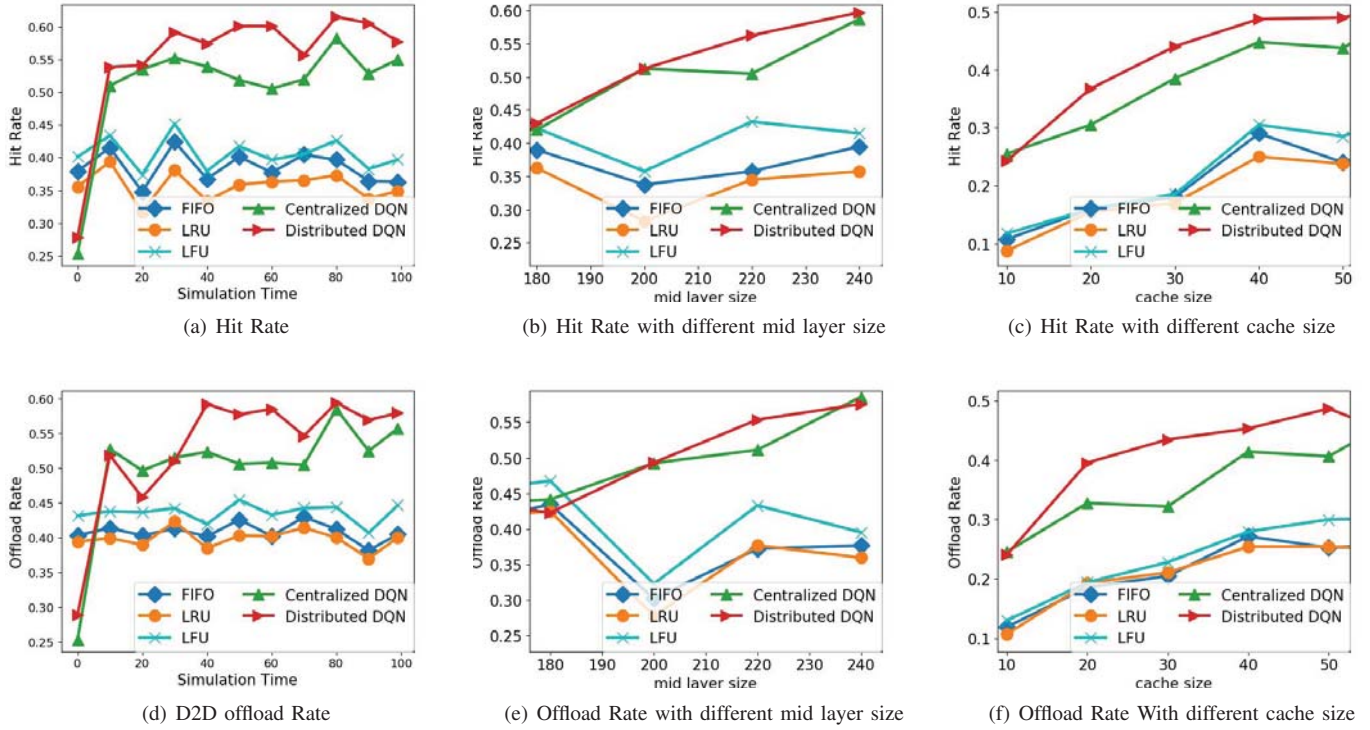 0.60
0.55
0.50
0.45
0.40
0.35
0.30
0.25
Hit Rate
0 20 40 60 80 100
Simulation Time
FIFO
LRU
LFU
Centralized DQN
Distributed DQN
(a) Hit Rate
0.60
0.55
0.50
0.45
0.40
0.35
0.30
0.25
Hit Rate
180 190 200 210 220 230 240
mid layer size
FIFO
LRU
LFU
Centralized DQN
Distributed DQN
(b) Hit Rate with different mid layer size
0.5
0.4
0.3
0.2
0.1
Hit Rate
10 20 30 40 50
cache size
FIFO
LRU
LFU
Centralized DQN
Distributed DQN
(c) Hit Rate with different cache size
0.60
0.55
0.50
0.45
0.40
0.35
0.30
0.25
Offload Rate
0 20 40 60 80 100
Simulation Time
FIFO
LRU
LFU
Centralized DQN
Distributed DQN
(d) D2D offload Rate
0.55
0.50
0.45
0.40
0.35
0.30
0.25
Offload Rate
180 190 200 210 220 230 240
mid layer size
FIFO
LRU
LFU
Centralized DQN
Distributed DQN
(e) Offload Rate with different mid layer size
0.5
0.4
0.3
0.2
0.1
Offload Rate
10 20 30 40 50
cache size
FIFO
LRU
LFU
Centralized DQN
Distributed DQN
(f) Offload Rate With different cache size